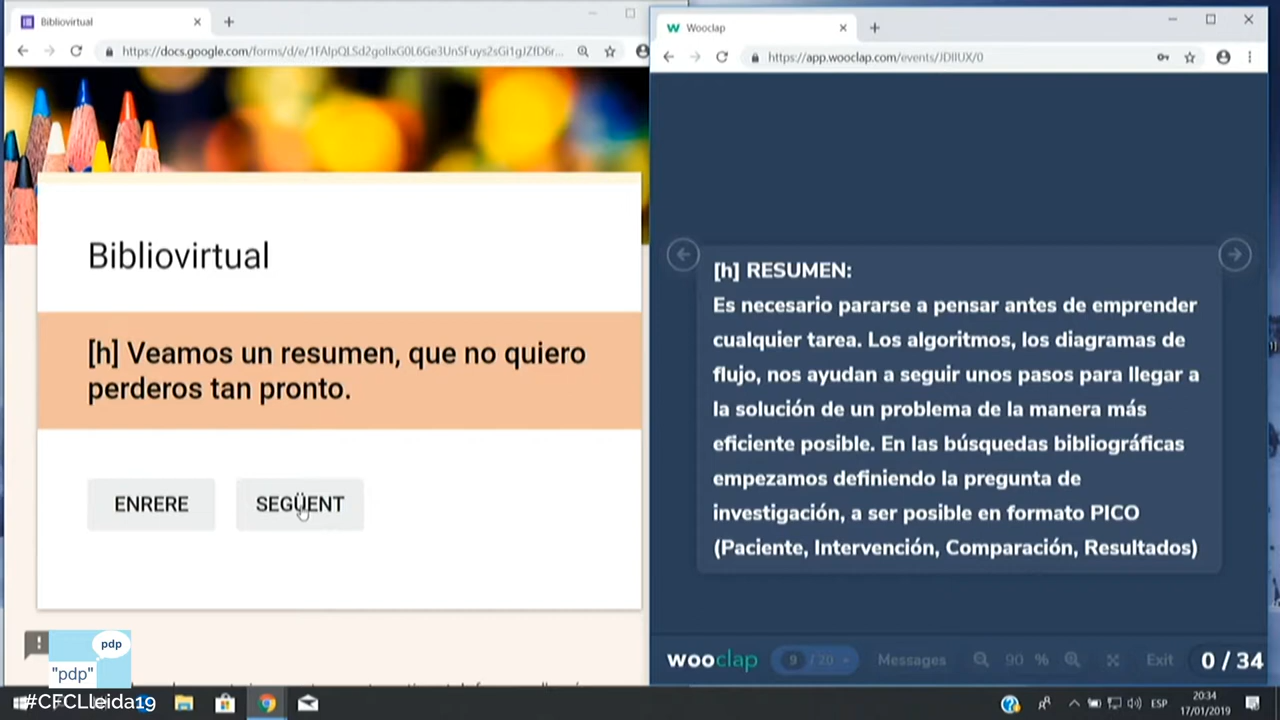 Bibliovirtual
https://docs.google.com/forms/d/e/1FAIpQLSd2goIlxG0L6Ge3UnSFuys2sGi1gJZfD6r...
Bibliovirtual
[h] Veamos un resumen, que no quiero
perderos tan pronto.
ENRERE
SEGÜENT
pdp
"pdp"
#CFCLleida19
Wooclap
https://app.wooclap.com/events/JDIIUX/0
[h] RESUMEN:
Es necesario pararse a pensar antes de emprender
cualquier tarea. Los algoritmos, los diagramas de
flujo, nos ayudan a seguir unos pasos para llegar a
la solución de un problema de la manera más
eficiente posible. En las búsquedas bibliográficas
empezamos definiendo la pregunta de
investigación, a ser posible en formato PICO
(Paciente, Intervención, Comparación, Resultados)
wooclap
9 / 20
Messages
90 %
Exit
0 / 34
ESP
20:34
17/01/2019